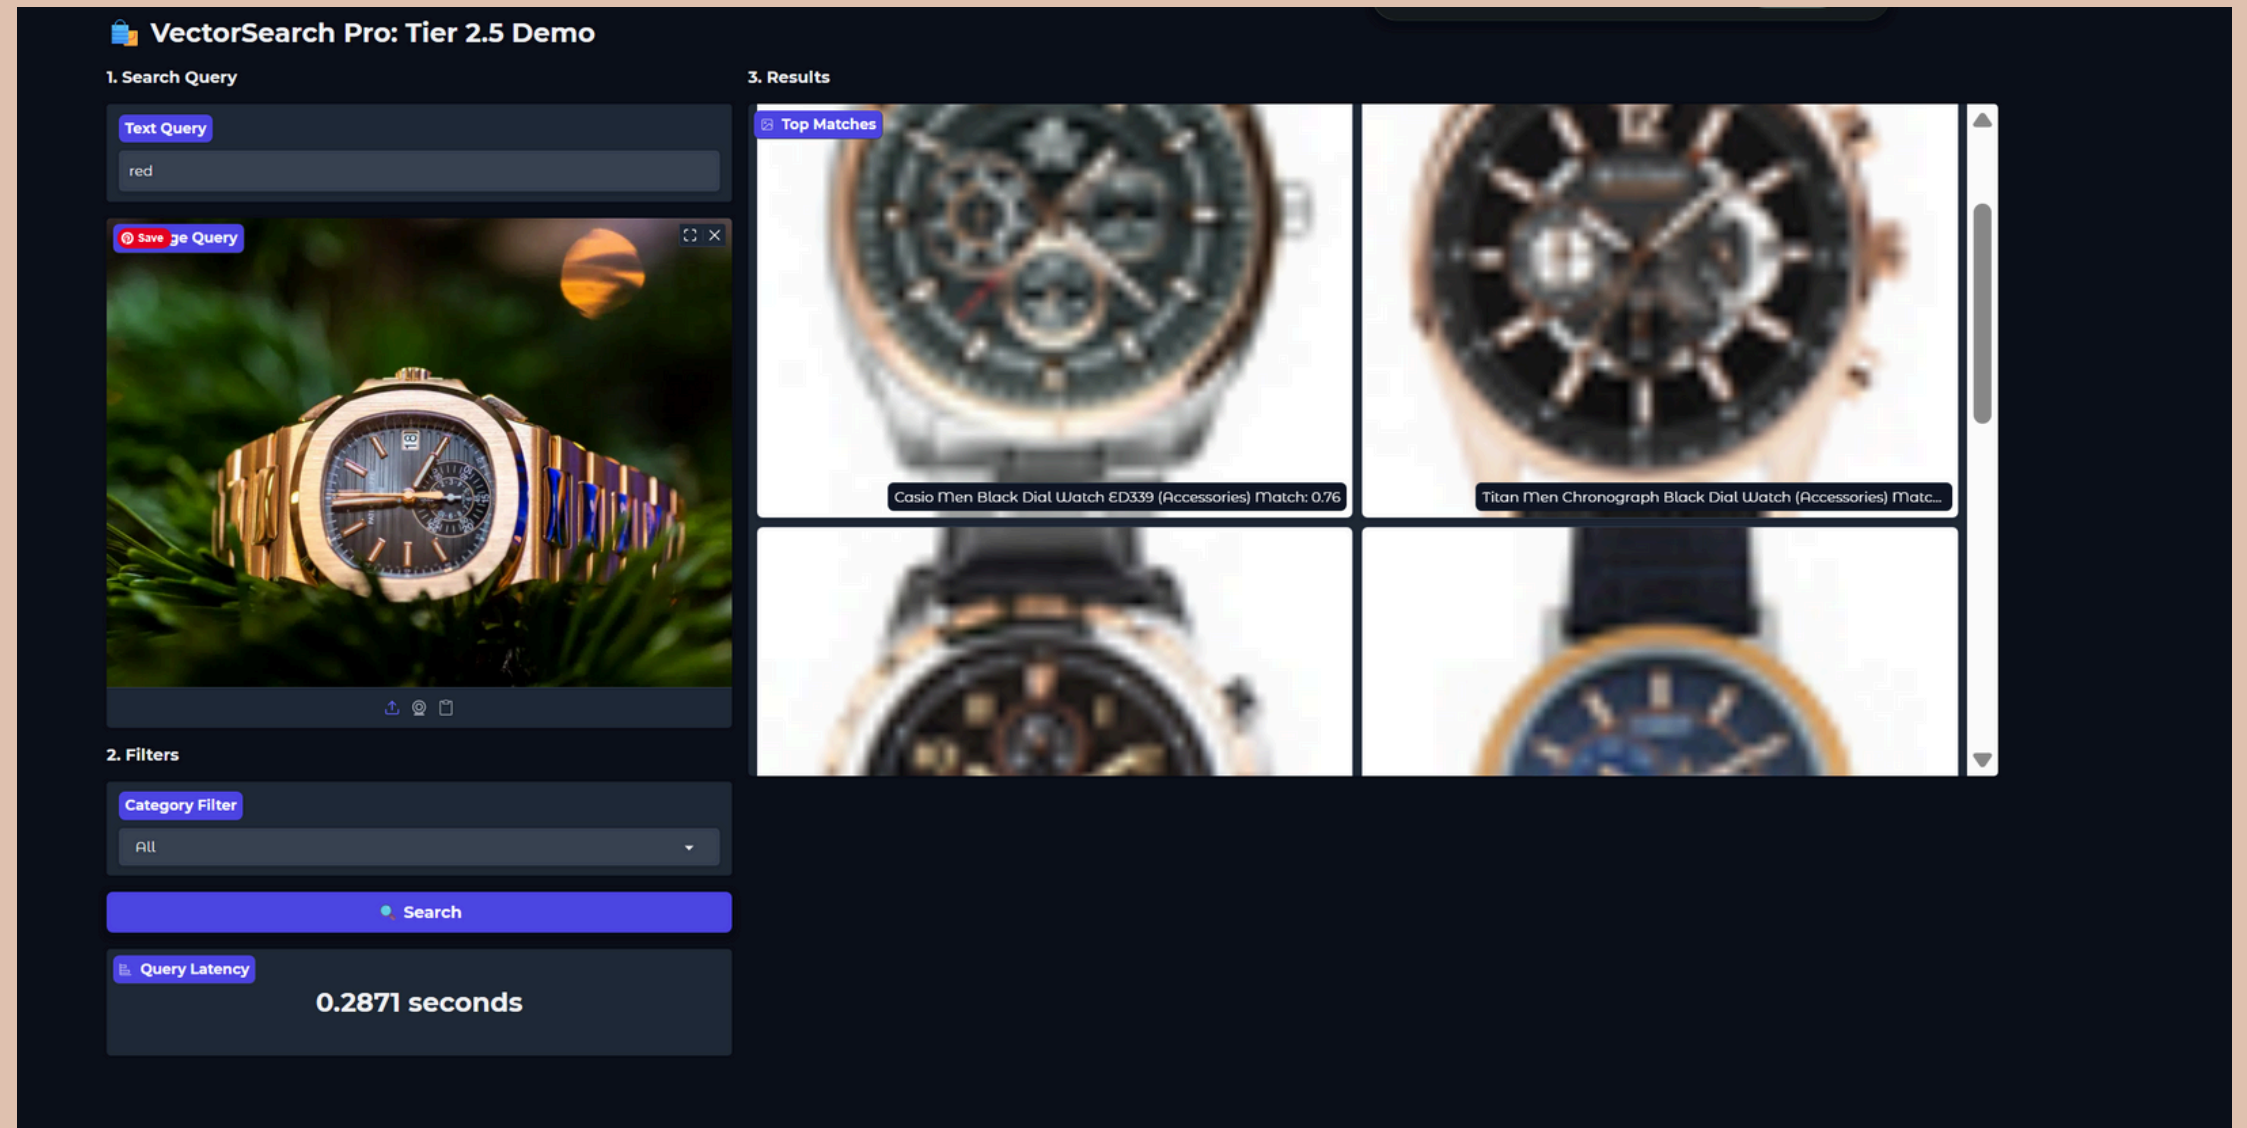 VectorSearch Pro: Tier 2.5 Demo
1. Search Query
Text Query
red
Save
ge Query
2. Filters
Category Filter
All
Search
Query Latency
0.2871 seconds
3. Results
Top Matches
Casio Men Black Dial Watch ED339 (Accessories) Match: 0.76
Titan Men Chronograph Black Dial Watch (Accessories) Matc...